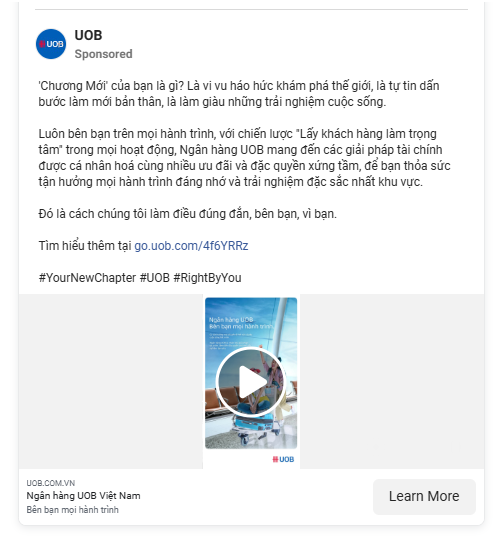 UOB
UOB
Sponsored
'Chương Mới' của bạn là gì? Là vi vu háo hức khám phá thế giới, là tự tin dấn
bước làm mới bản thân, là làm giàu những trải nghiệm cuộc sống.
Luôn bên bạn trên mọi hành trình, với chiến lược "Lấy khách hàng làm trọng
tâm" trong mọi hoạt động, Ngân hàng UOB mang đến các giải pháp tài chính
được cá nhân hoá cùng nhiều ưu đãi và đặc quyền xứng tầm, để bạn thỏa sức
tận hưởng mọi hành trình đáng nhớ và trải nghiệm đặc sắc nhất khu vực.
Đó là cách chúng tôi làm điều đúng đắn, bên bạn, vì bạn.
Tìm hiểu thêm tại go.uob.com/4f6YRRz
#YourNewChapter #UOB #RightByYou
Ngân hàng UOB
Bên bạn mọi hành trình
UOB
UOB.COM.VN
Ngân hàng UOB Việt Nam
Bên bạn mọi hành trình
Learn More